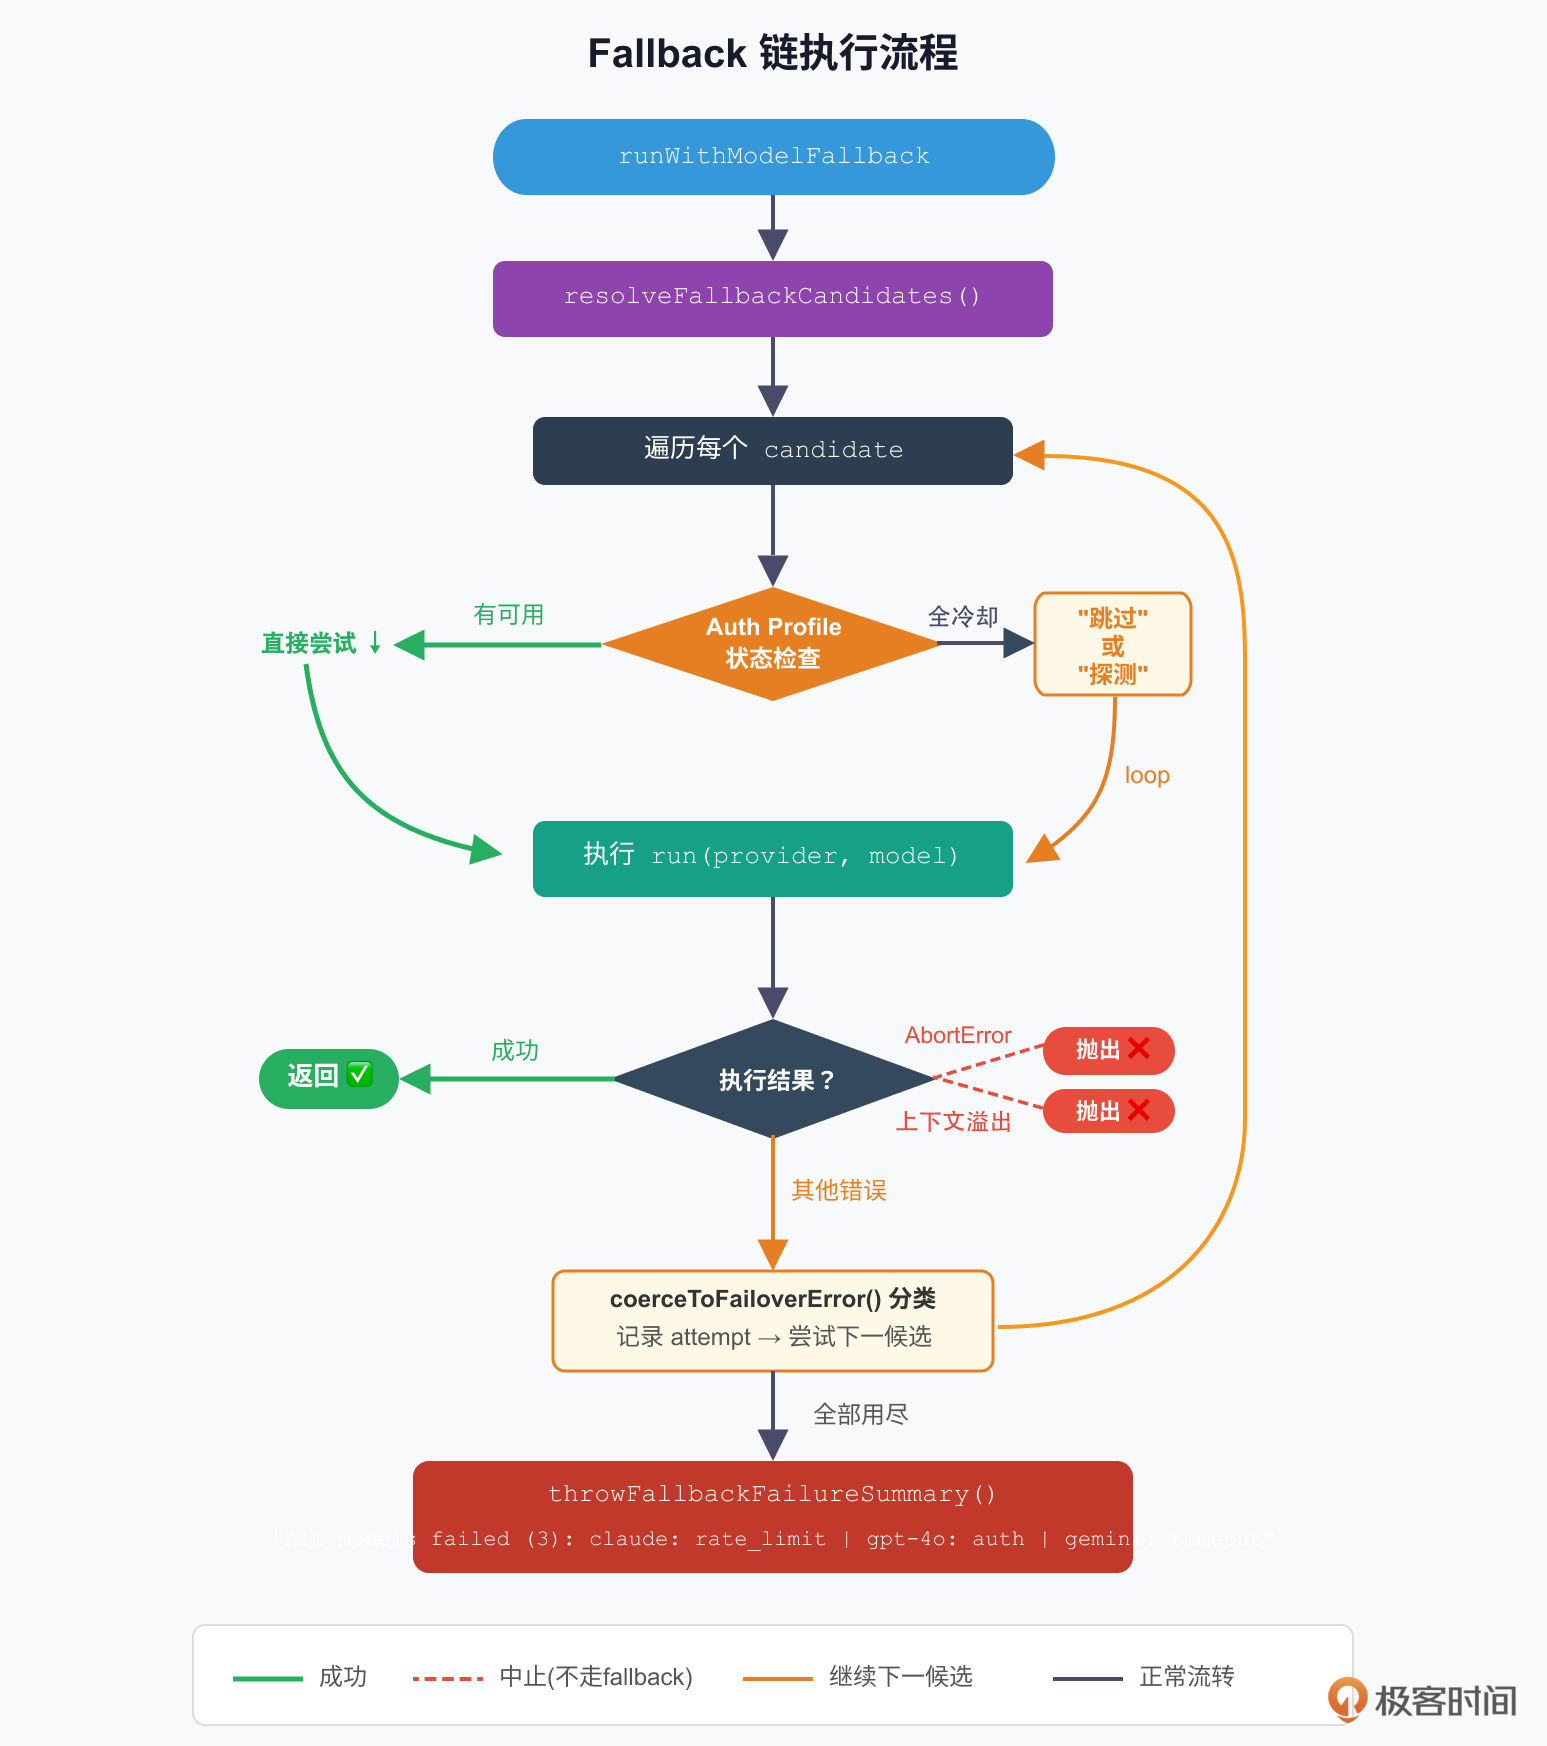 Fallback 链执行流程
runWithModelFallback
resolveFallbackCandidates()
遍历每个 candidate
有可用
全冷却
直接尝试 ↓
Auth Profile
状态检查
"跳过"
或
"探测"
loop
执行 run(provider, model)
AbortError
成功
抛出 ❌
返回 ✅
执行结果？
抛出 ❌
上下文溢出
其他错误
coerceToFailoverError() 分类
记录 attempt → 尝试下一候选
全部用尽
throwFallbackFailureSummary()
"All models failed (3): claude: rate_limit | gpt-4o: auth | gemini: timeout"
成功
中止(不走fallback)
继续下一候选
正常流转
极客时间